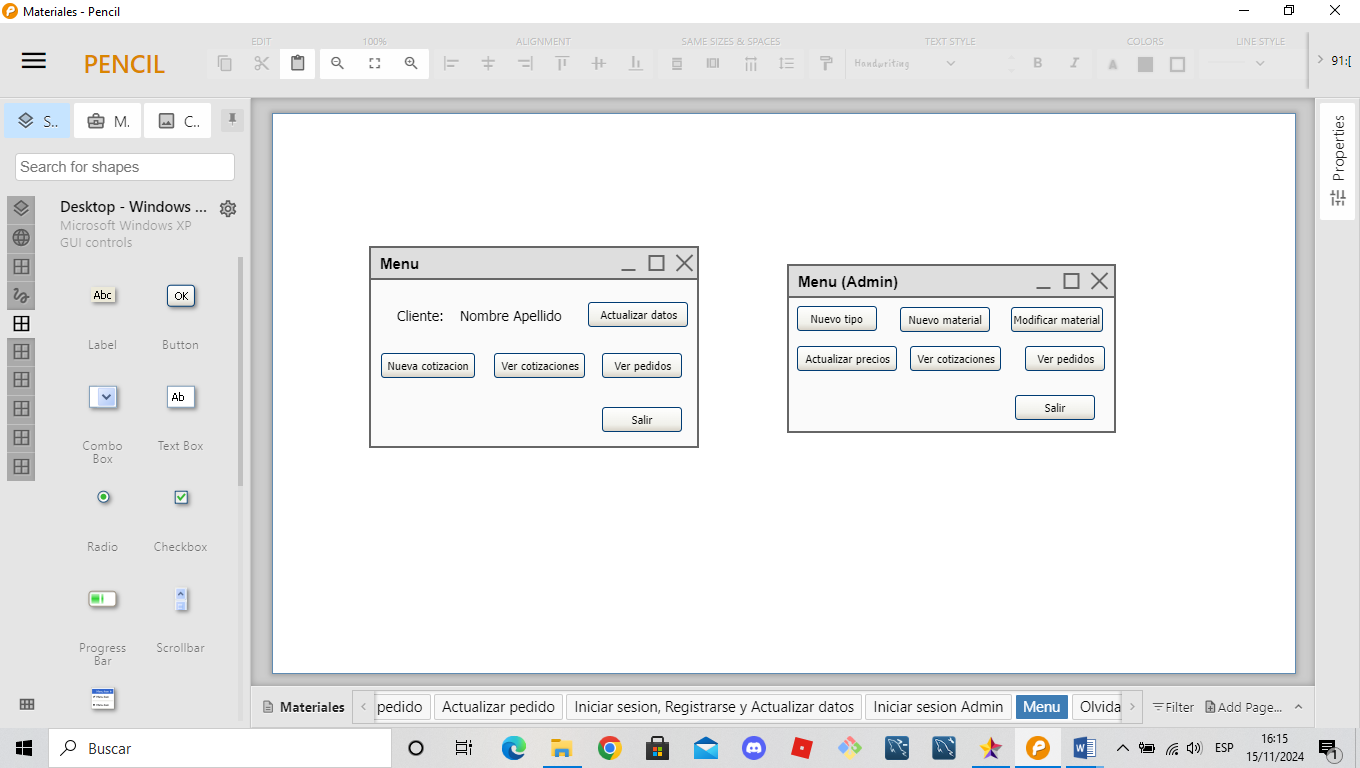 Materiales - Pencil
PENCIL
EDIT
100%
ALIGNMENT
SAME SIZES & SPACES
TEXT STYLE
COLORS
LINE STYLE
Handwriting
B
I
A
91:[
S..
M.
C..
Search for shapes
Properties
Desktop - Windows ...
Microsoft Windows XP
GUI controls
Abc
OK
Label
Button
Ab
Combo
Box
Text Box
Radio
Checkbox
Progress
Bar
Scrollbar
Menu
Cliente:
Nombre Apellido
Actualizar datos
Nueva cotizacion
Ver cotizaciones
Ver pedidos
Salir
Menu (Admin)
Nuevo tipo
Nuevo material
Modificar material
Actualizar precios
Ver cotizaciones
Ver pedidos
Salir
Materiales
pedido
Actualizar pedido
Iniciar sesion, Registrarse y Actualizar datos
Iniciar sesion Admin
Menu
Olvida
Filter
Add Page...
Buscar
ESP
16:15
15/11/2024
1